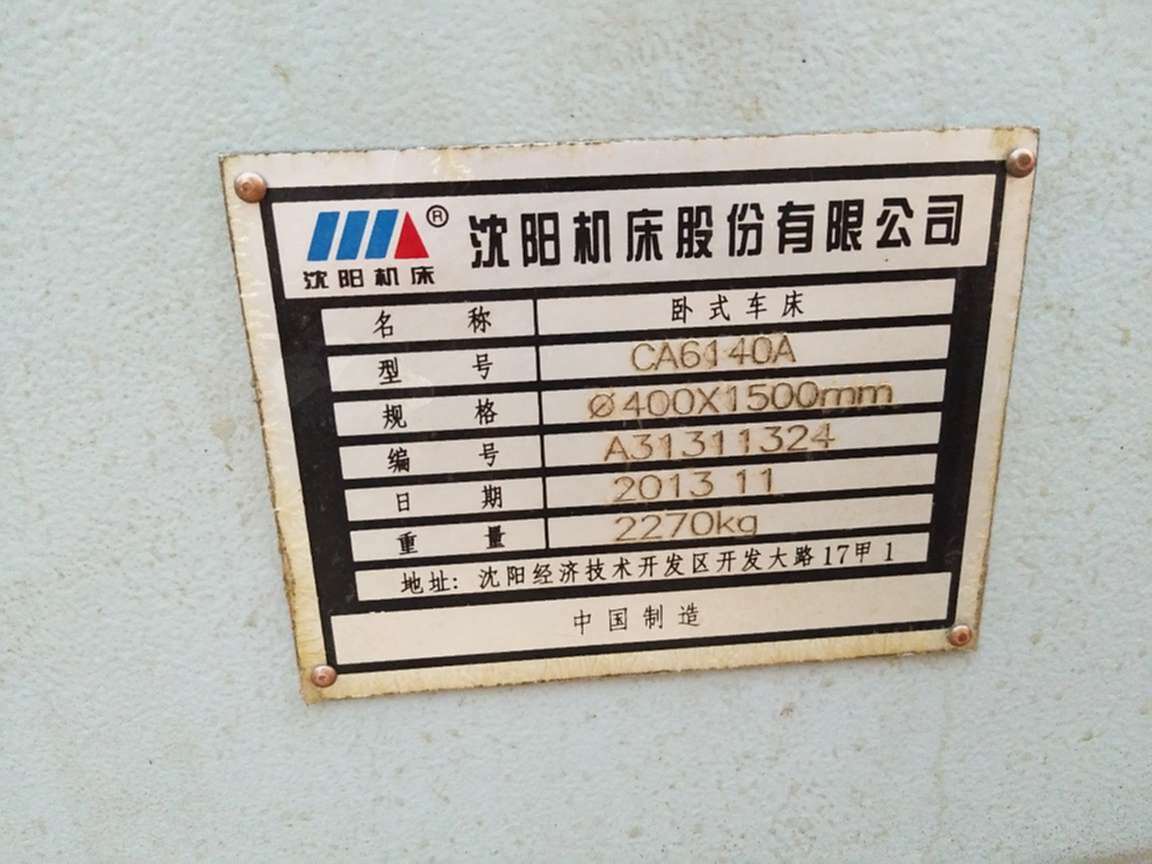 沈阳机床® 沈阳机床股份有限公司
名称 卧式车床
型号 CA6140A
规格 Ø400X1500mm
编号 A31311324
日期 2013 11
重量 2270kg
地址: 沈阳经济技术开发区开发大路17甲1
中国制造